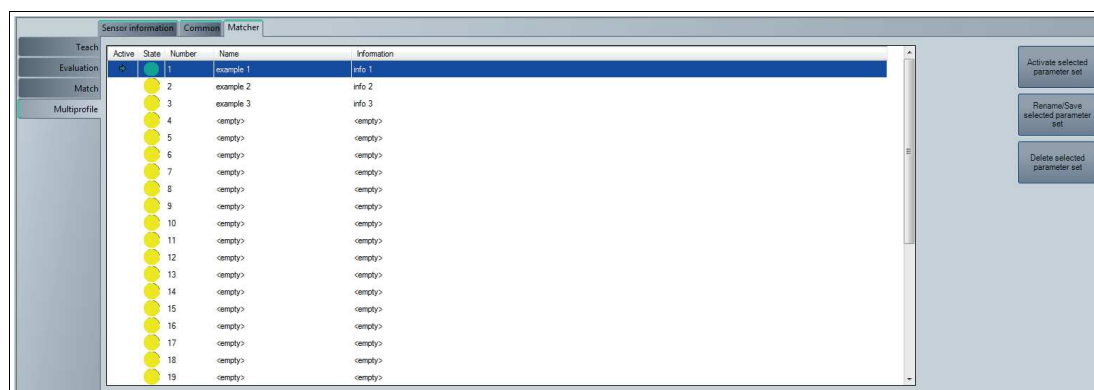 Sensor information Common Matcher
Teach
Evaluation
Match
Multiprofile
Active State Number Name Information
1 example 1 info 1
2 example 2 info 2
3 example 3 info 3
4 <empty> <empty>
5 <empty> <empty>
6 <empty> <empty>
7 <empty> <empty>
8 <empty> <empty>
9 <empty> <empty>
10 <empty> <empty>
11 <empty> <empty>
12 <empty> <empty>
13 <empty> <empty>
14 <empty> <empty>
15 <empty> <empty>
16 <empty> <empty>
17 <empty> <empty>
18 <empty> <empty>
19 <empty> <empty>
Activate selected
parameter set
Rename/Save
selected parameter
set
Delete selected
parameter set